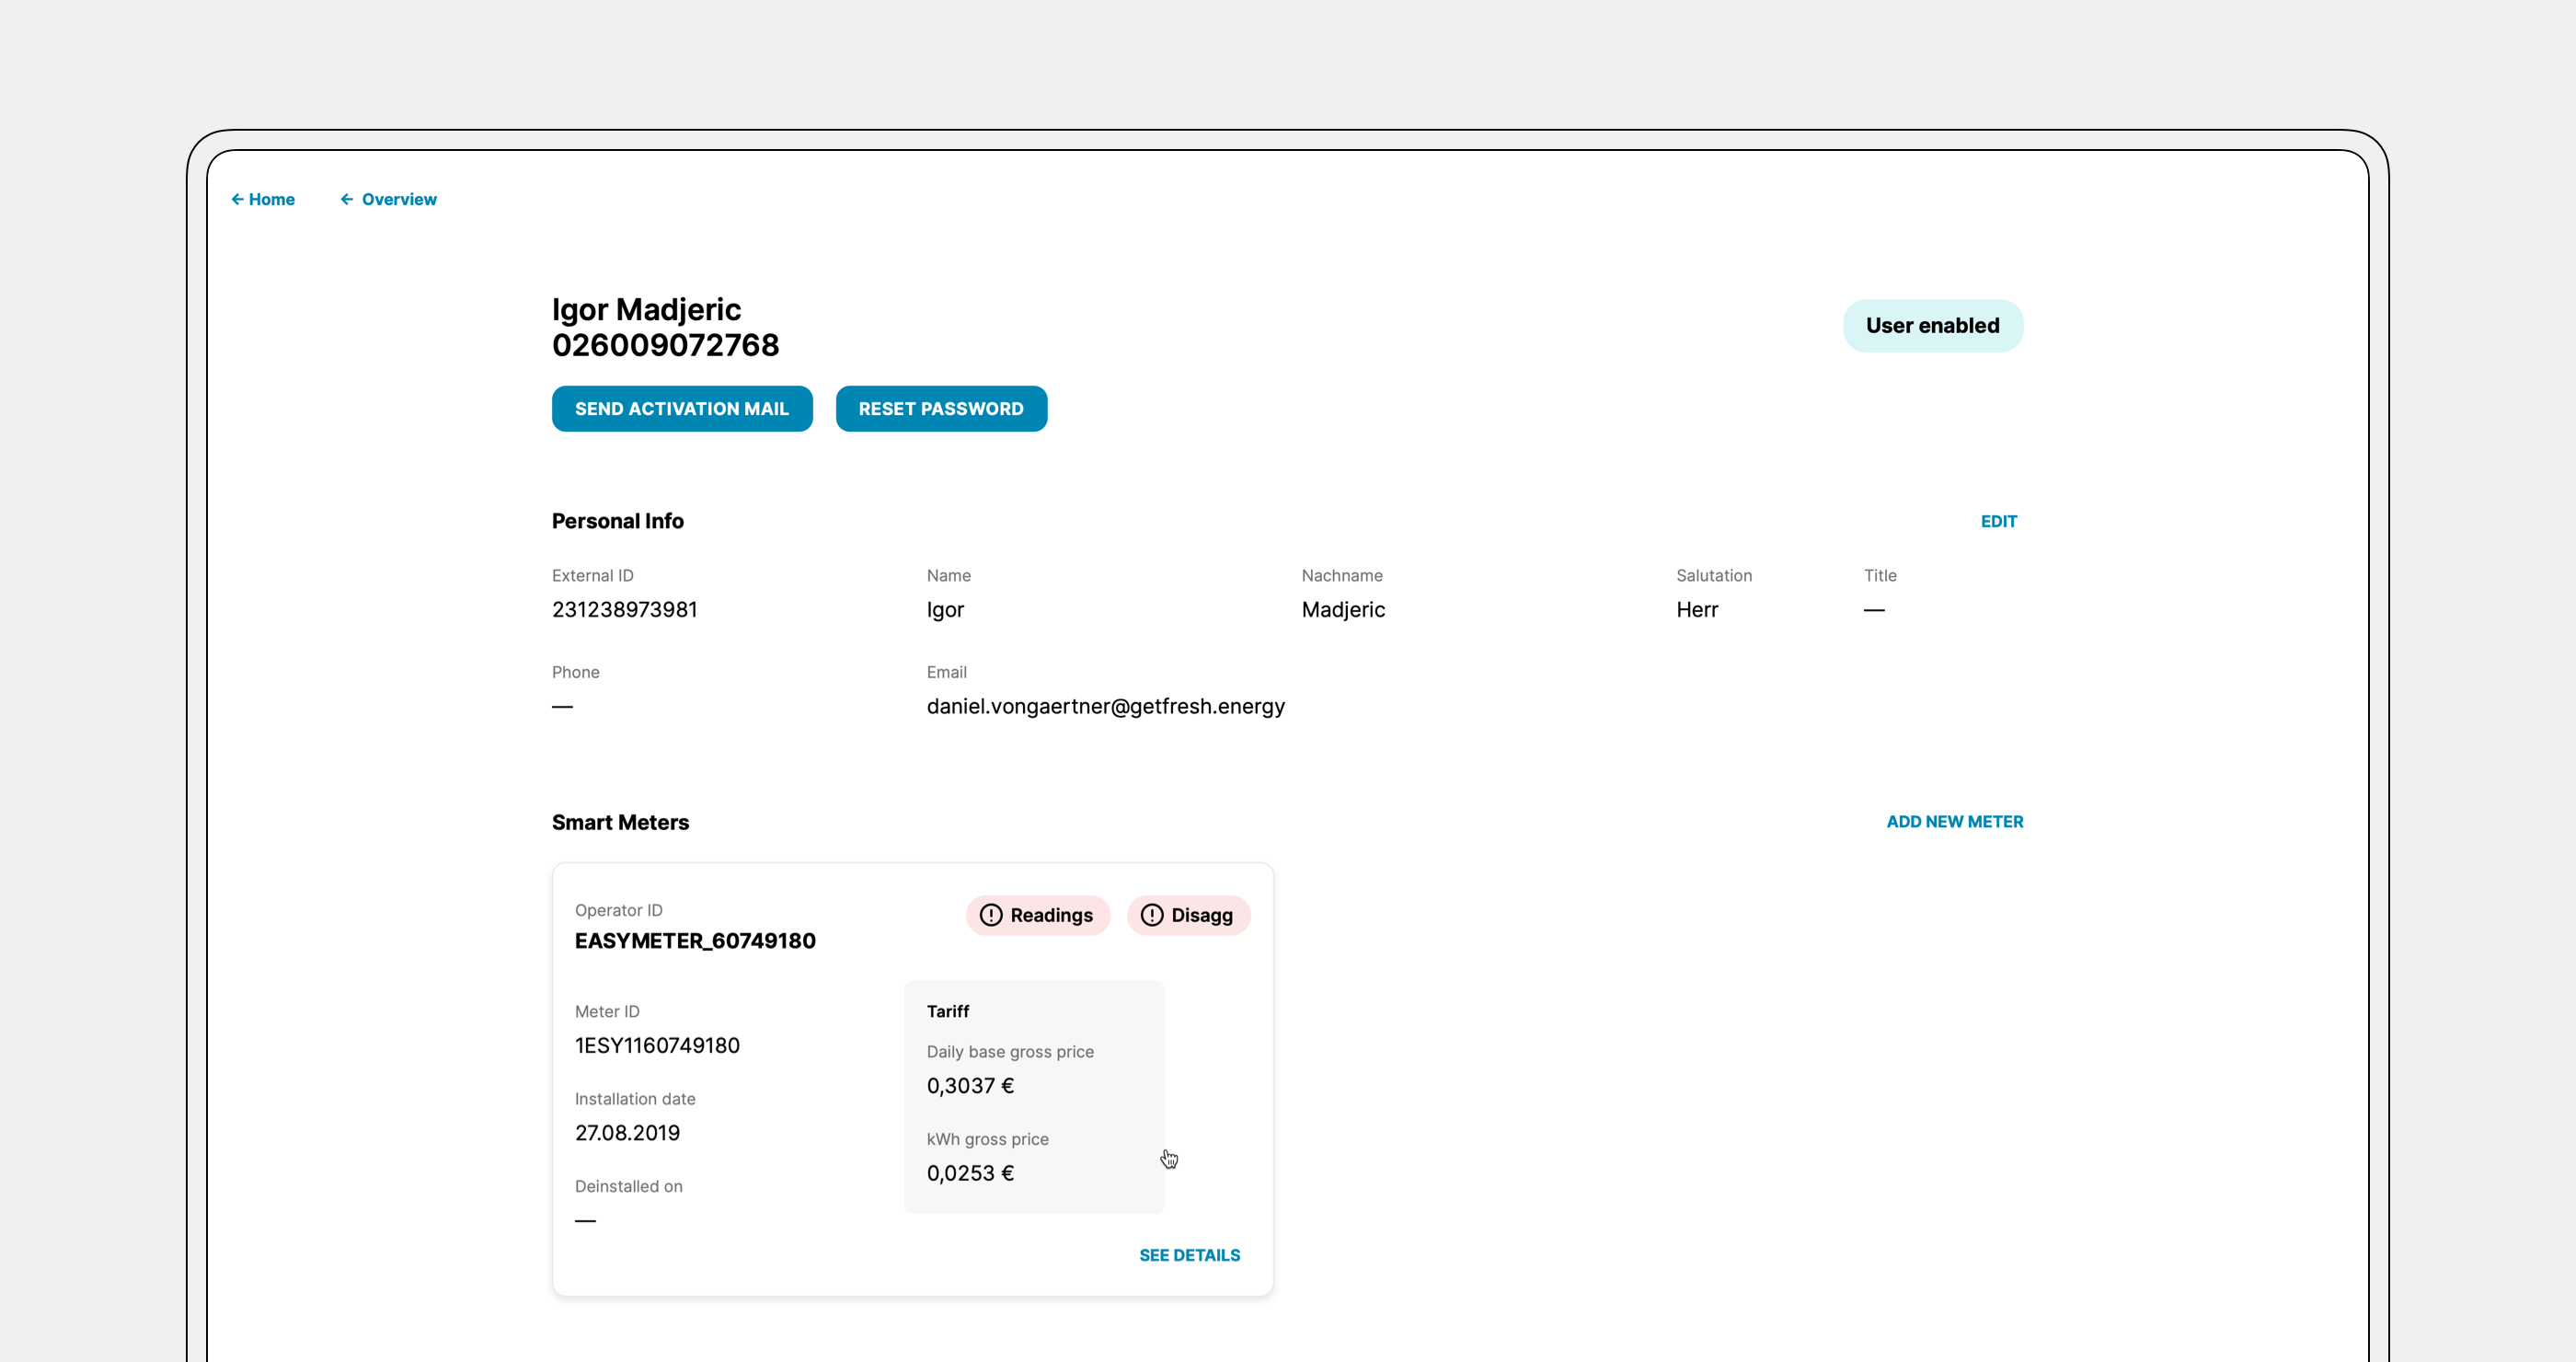 ← Home
← Overview
Igor Madjeric
026009072768
User enabled
SEND ACTIVATION MAIL
RESET PASSWORD
Personal Info
EDIT
External ID
231238973981
Name
Igor
Nachname
Madjeric
Salutation
Herr
Title
—
Phone
—
Email
daniel.vongaertner@getfresh.energy
Smart Meters
ADD NEW METER
Operator ID
EASYMETER_60749180
Readings
Disagg
Meter ID
1ESY1160749180
Installation date
27.08.2019
Deinstalled on
—
Tariff
Daily base gross price
0,3037 €
kWh gross price
0,0253 €
SEE DETAILS